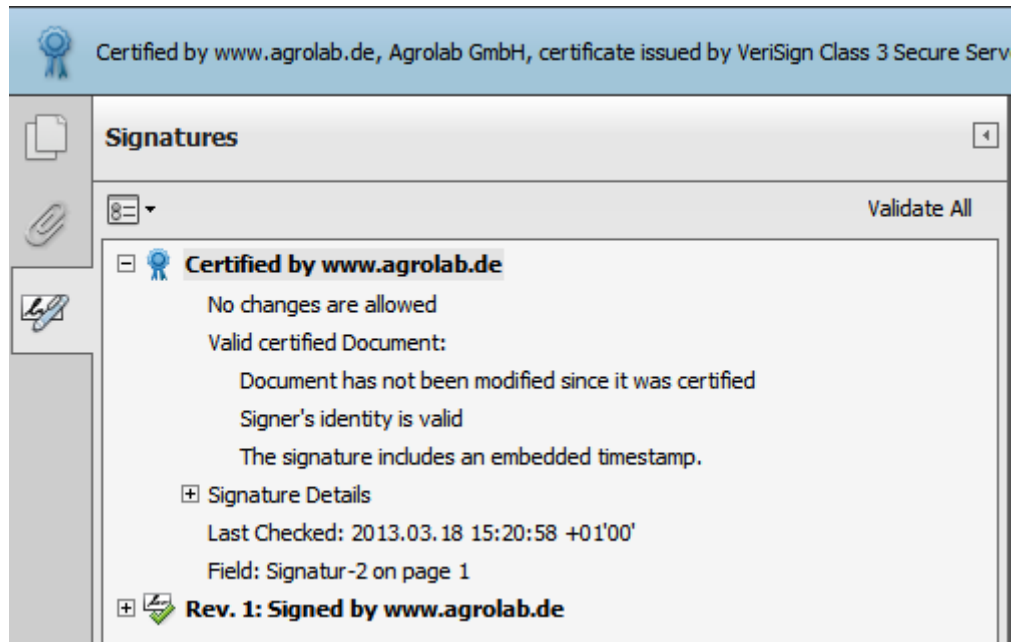 Certified by www.agrolab.de, Agrolab GmbH, certificate issued by VeriSign Class 3 Secure Serv
Signatures
Validate All
Certified by www.agrolab.de
No changes are allowed
Valid certified Document:
Document has not been modified since it was certified
Signer's identity is valid
The signature includes an embedded timestamp.
Signature Details
Last Checked: 2013.03.18 15:20:58 +01'00'
Field: Signatur-2 on page 1
Rev. 1: Signed by www.agrolab.de